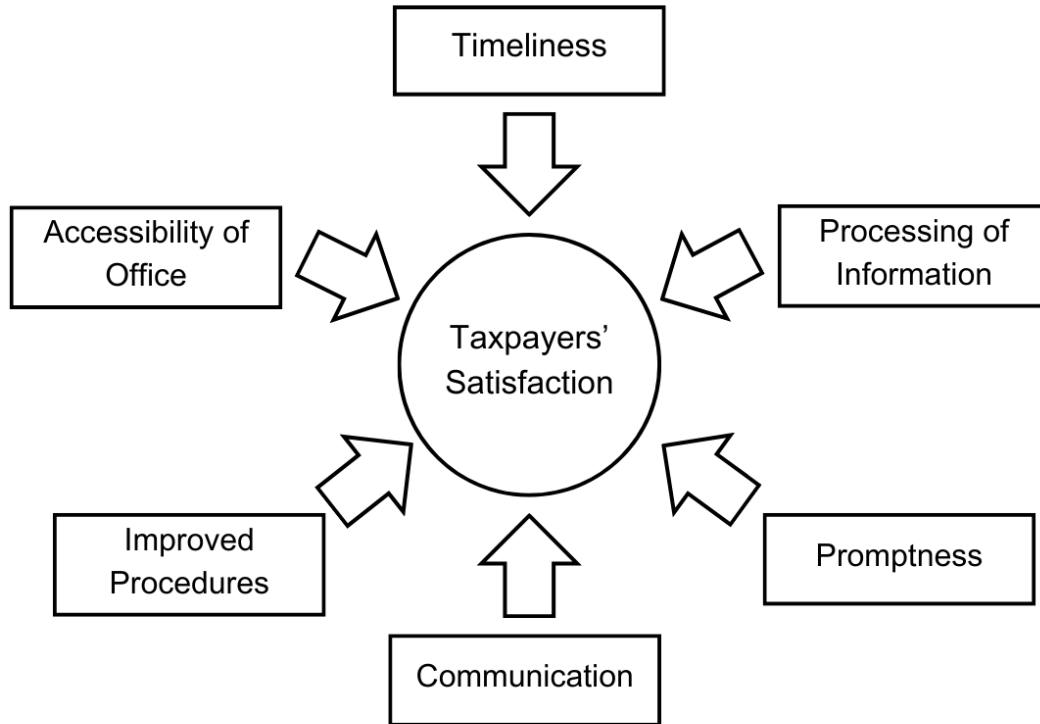 Timeliness
Accessibility of
Office
Processing of
Information
Taxpayers’
Satisfaction
Improved
Procedures
Promptness
Communication